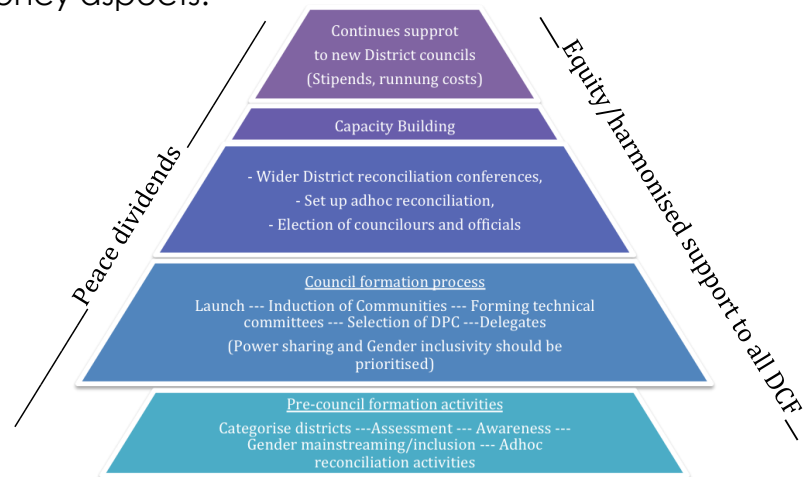 aspects.
Continues supprot
to new District councils
(Stipends, runnung costs)
Capacity Building
- Wider District reconciliation conferences,
- Set up adhoc reconciliation,
- Election of councilours and officials
Council formation process
Launch --- Induction of Communities --- Forming technical
committees --- Selection of DPC ---Delegates
(Power sharing and Gender inclusivity should be
prioritised)
Pre-council formation activities
Categorise districts ---Assessment --- Awareness ---
Gender mainstreaming/inclusion --- Adhoc
reconciliation activities
Peace dividends
Equity/harmonised support to all DCF